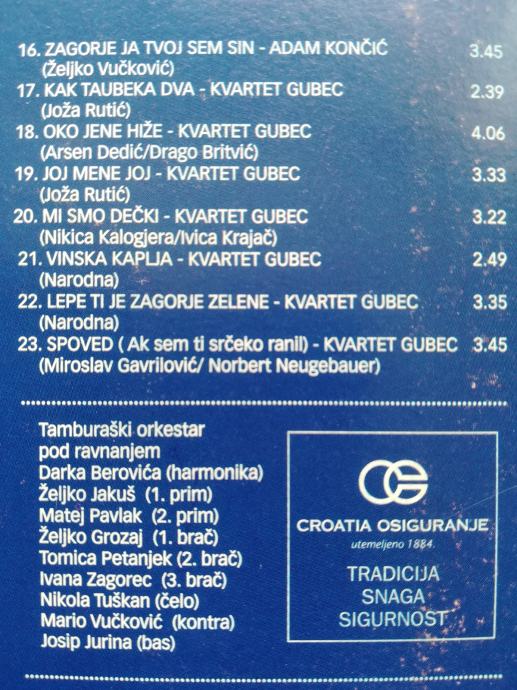 16. ZAGORJE JA TVOJ SEM SIN - ADAM KONČIĆ 3.45
(Željko Vučković)
17. KAK TAUBEKA DVA - KVARTET GUBEC 2.39
(Joža Rutić)
18. OKO JENE HIŽE - KVARTET GUBEC 4.06
(Arsen Dedić/Drago Britvić)
19. JOJ MENE JOJ - KVARTET GUBEC 3.33
(Joža Rutić)
20. MI SMO DEČKI - KVARTET GUBEC 3.22
(Nikica Kalogjera/Ivica Krajač)
21. VINSKA KAPLJA - KVARTET GUBEC 2.49
(Narodna)
22. LEPE TI JE ZAGORJE ZELENE - KVARTET GUBEC 3.35
(Narodna)
23. SPOVED ( Ak sem ti srčeko ranil) - KVARTET GUBEC 3.45
(Miroslav Gavrilović/ Norbert Neugebauer)
Tamburaški orkestar
pod ravnanjem
Darka Berovića (harmonika)
Željko Jakuš (1. prim)
Matej Pavlak (2. prim)
Željko Grozaj (1. brač)
Tomica Petanjek (2. brač)
Ivana Zagorec (3. brač)
Nikola Tuškan (čelo)
Mario Vučković (kontra)
Josip Jurina (bas)
CROATIA OSIGURANJE
utemeljeno 1884.
TRADICIJA
SNAGA
SIGURNOST